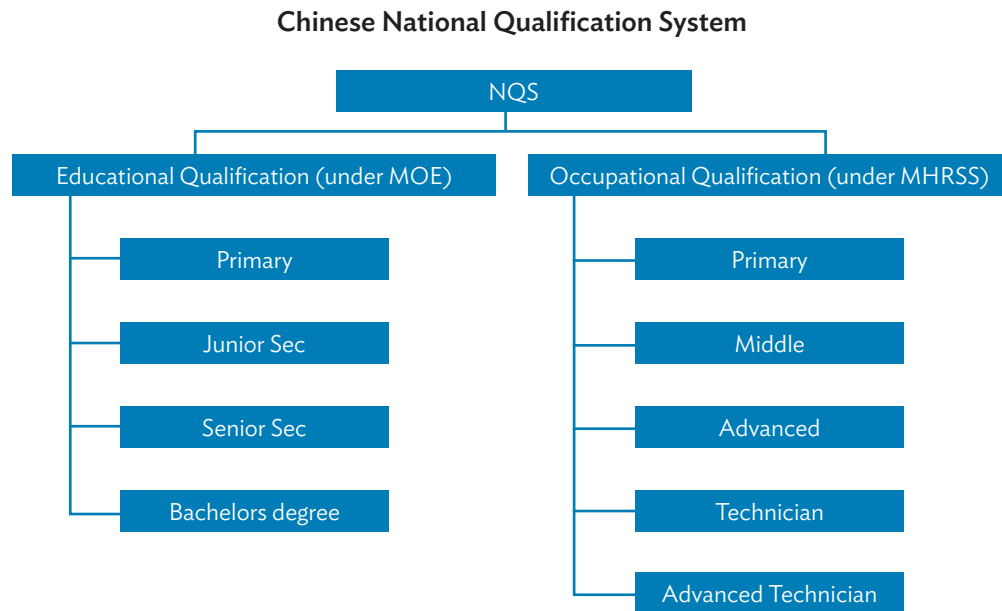 Chinese National Qualification System
NQS
Educational Qualification (under MOE)
Primary
Junior Sec
Senior Sec
Bachelors degree
Occupational Qualification (under MHRSS)
Primary
Middle
Advanced
Technician
Advanced Technician